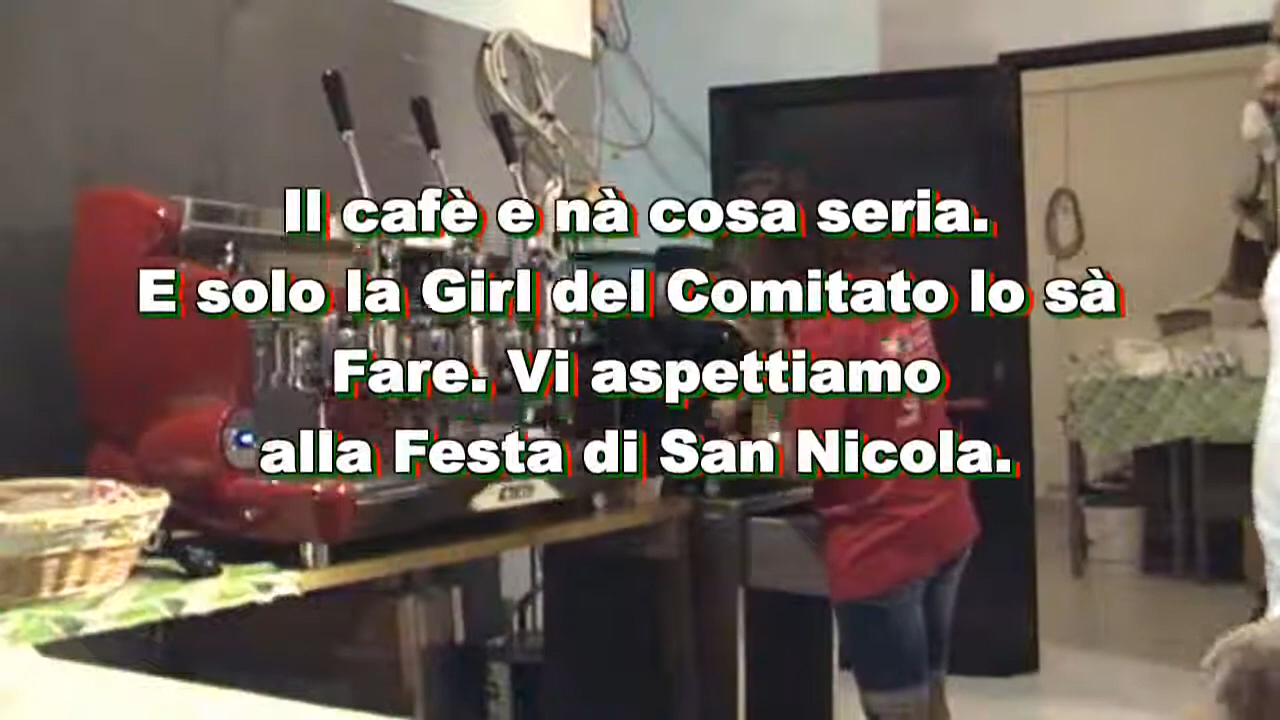 Il cafè e nà cosa seria.
E solo la Girl del Comitato lo sà
Fare. Vi aspettiamo
alla Festa di San Nicola.